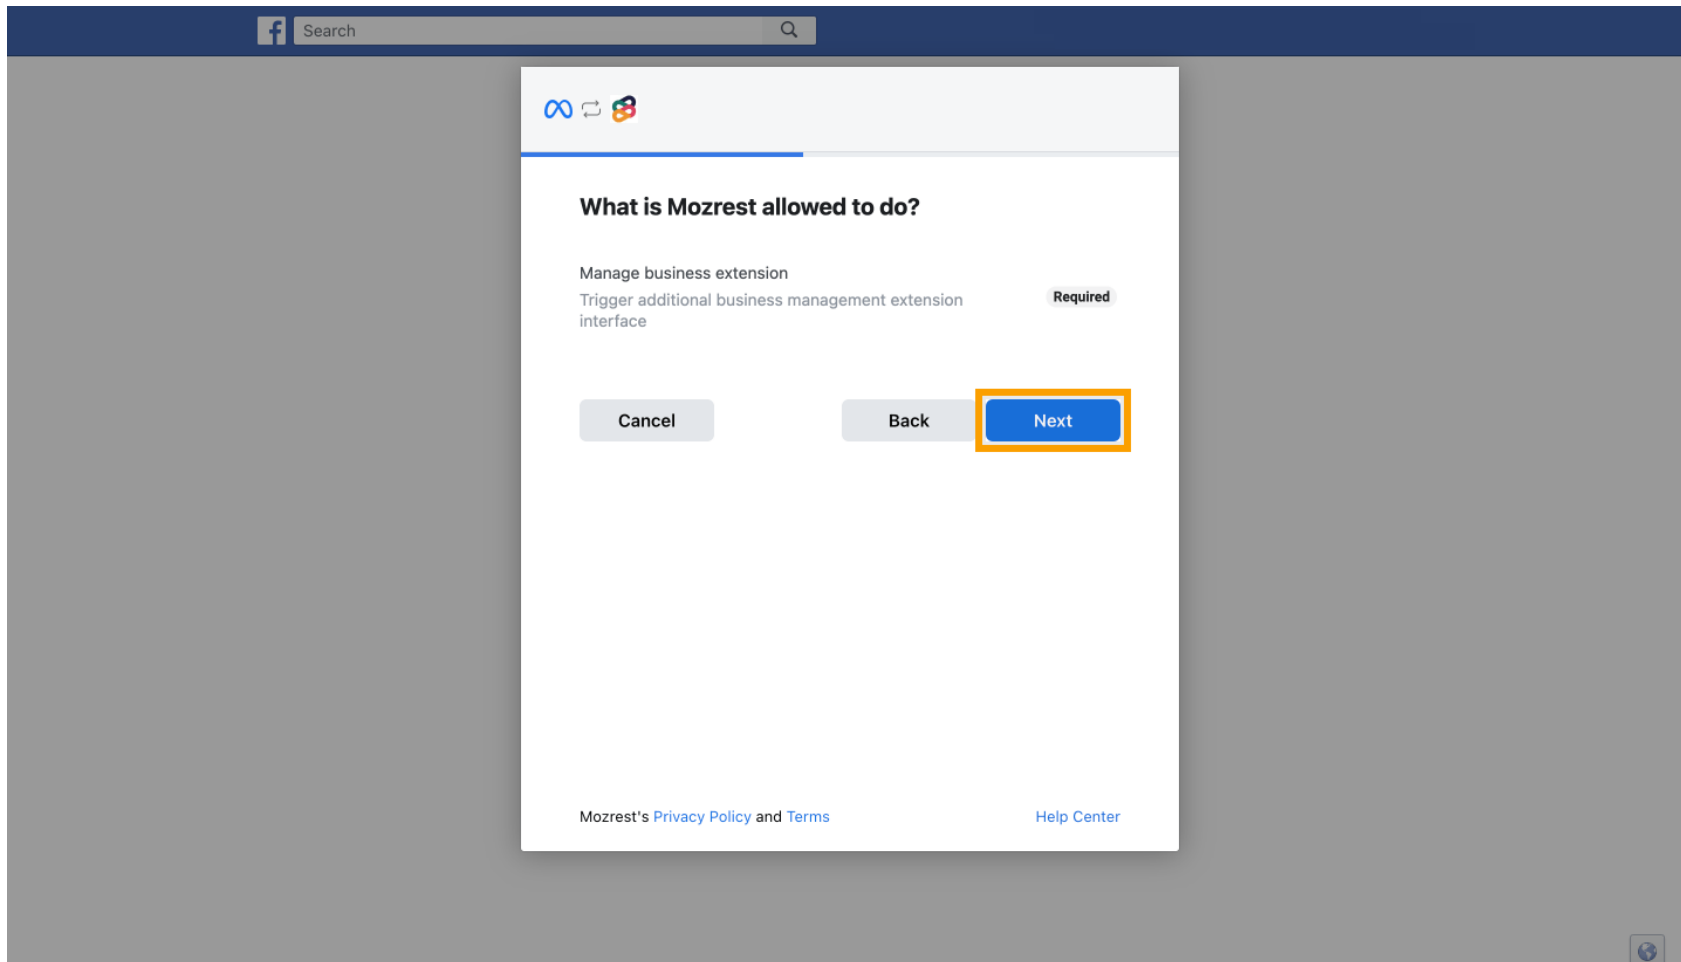 Search
What is Mozrest allowed to do?
Manage business extension
Trigger additional business management extension
interface
Required
Cancel
Back
Next
Mozrest's Privacy Policy and Terms
Help Center